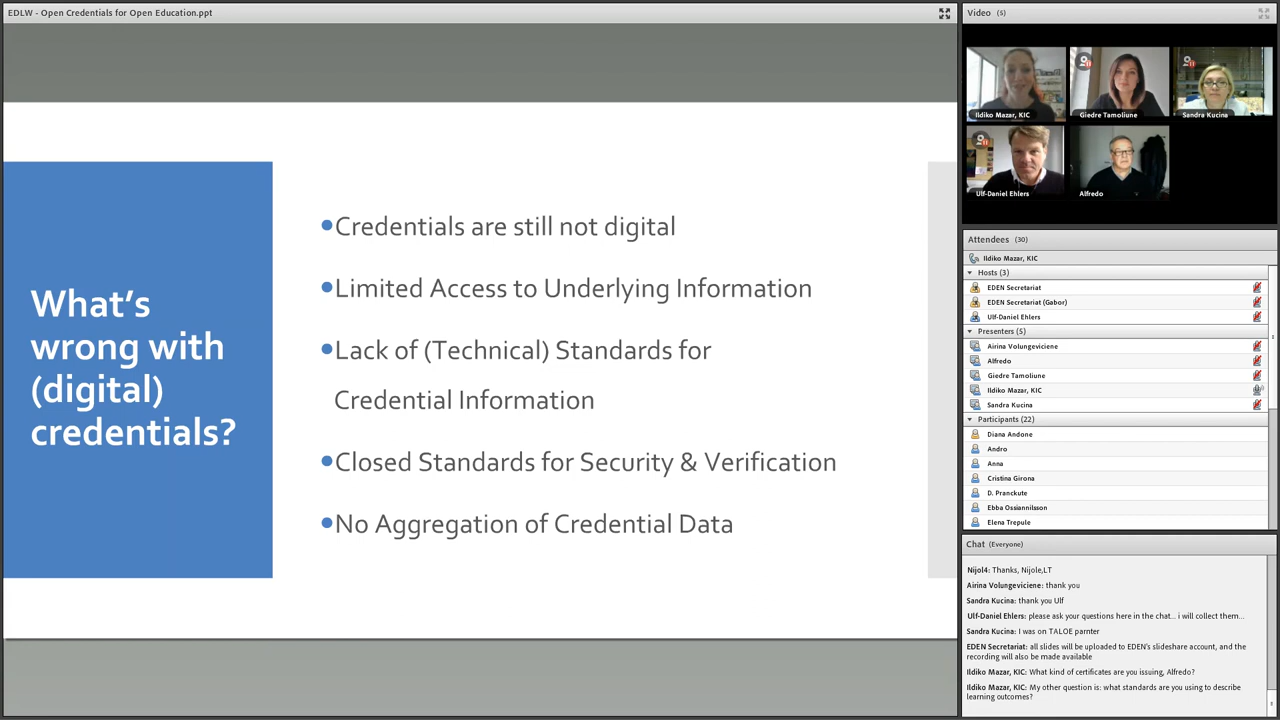 EDLW - Open Credentials for Open Education.ppt
What's
wrong with
(digital)
credentials?
•Credentials are still not digital
•Limited Access to Underlying Information
•Lack of (Technical) Standards for
Credential Information
•Closed Standards for Security & Verification
•No Aggregation of Credential Data
Video (5)
Ildiko Mazar, KIC
Giedre Tamoliune
Sandra Kucina
Ulf-Daniel Ehlers
Alfredo
Attendees (30)
Ildiko Mazar, KIC
Hosts (3)
EDEN Secretariat
EDEN Secretariat (Gabor)
Ulf-Daniel Ehlers
Presenters (5)
Airina Volungeviciene
Alfredo
Giedre Tamoliune
Ildiko Mazar, KIC
Sandra Kucina
Participants (22)
Diana Andone
Andro
Anna
Cristina Girona
D. Pranckute
Ebba Ossiannilsson
Elena Trepule
Chat (Everyone)
Nijol4: Thanks, Nijole,LT
Airina Volungeviciene: thank you
Sandra Kucina: thank you Ulf
Ulf-Daniel Ehlers: please ask your questions here in the chat... i will collect them...
Sandra Kucina: I was on TALOE parnter
EDEN Secretariat: all slides will be uploaded to EDEN's slideshare account, and the
recording will also be made available
Ildiko Mazar, KIC: What kind of certificates are you issuing, Alfredo?
Ildiko Mazar, KIC: My other question is: what standards are you using to describe
learning outcomes?